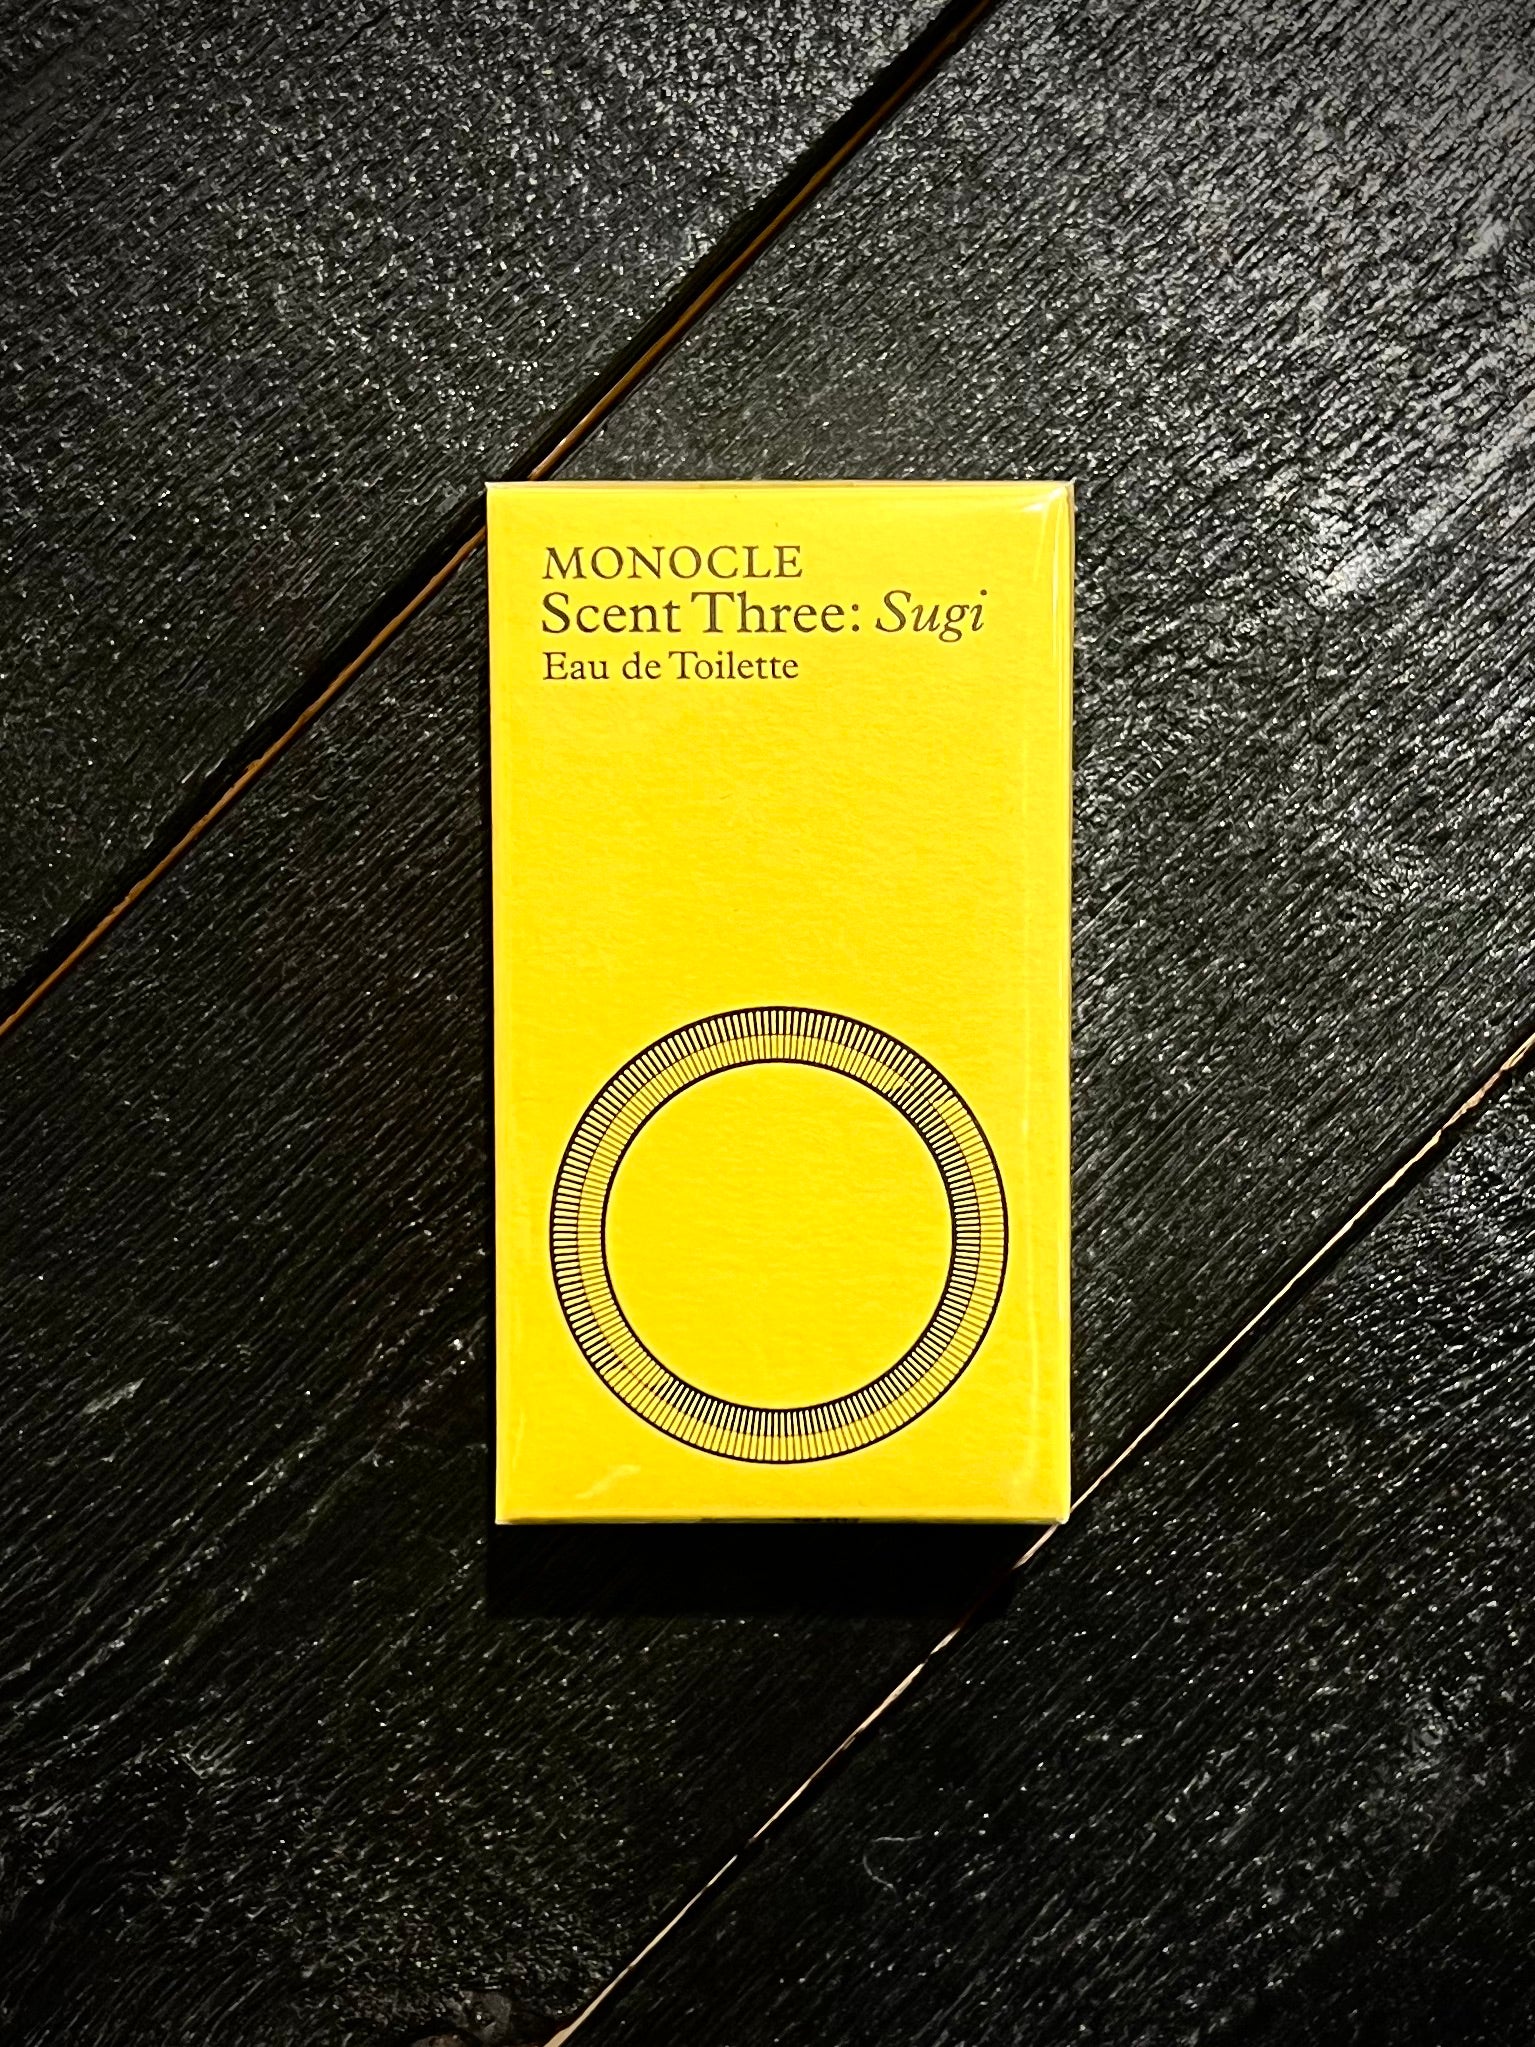 MONOCLE
Scent Three: Sugi
Eau de Toilette